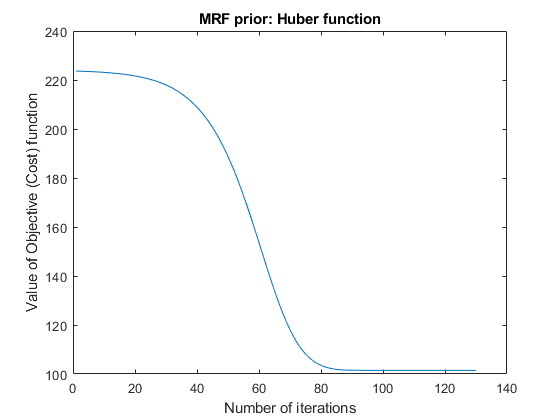 MRF prior: Huber function
240
220
200
180
160
140
120
100
0 20 40 60 80 100 120 140
Value of Objective (Cost) function
Number of iterations